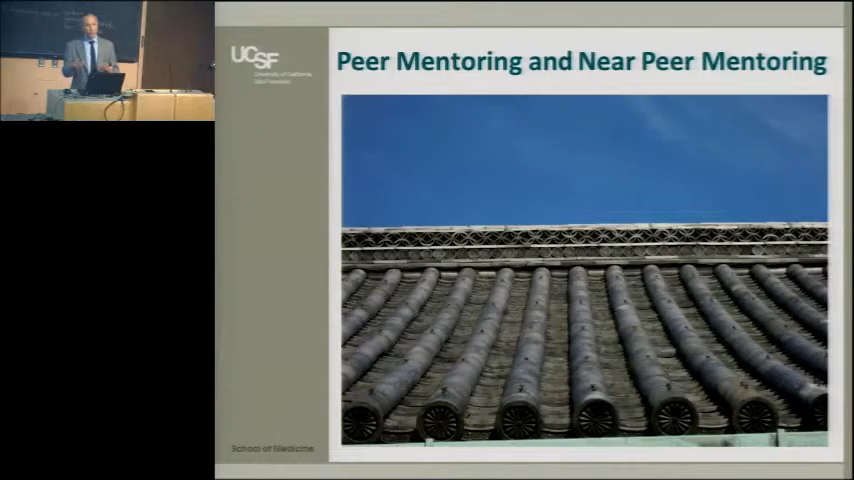 Peer Mentoring and Near Peer Mentoring
UCSF
University of California
San Francisco
School of Medicine